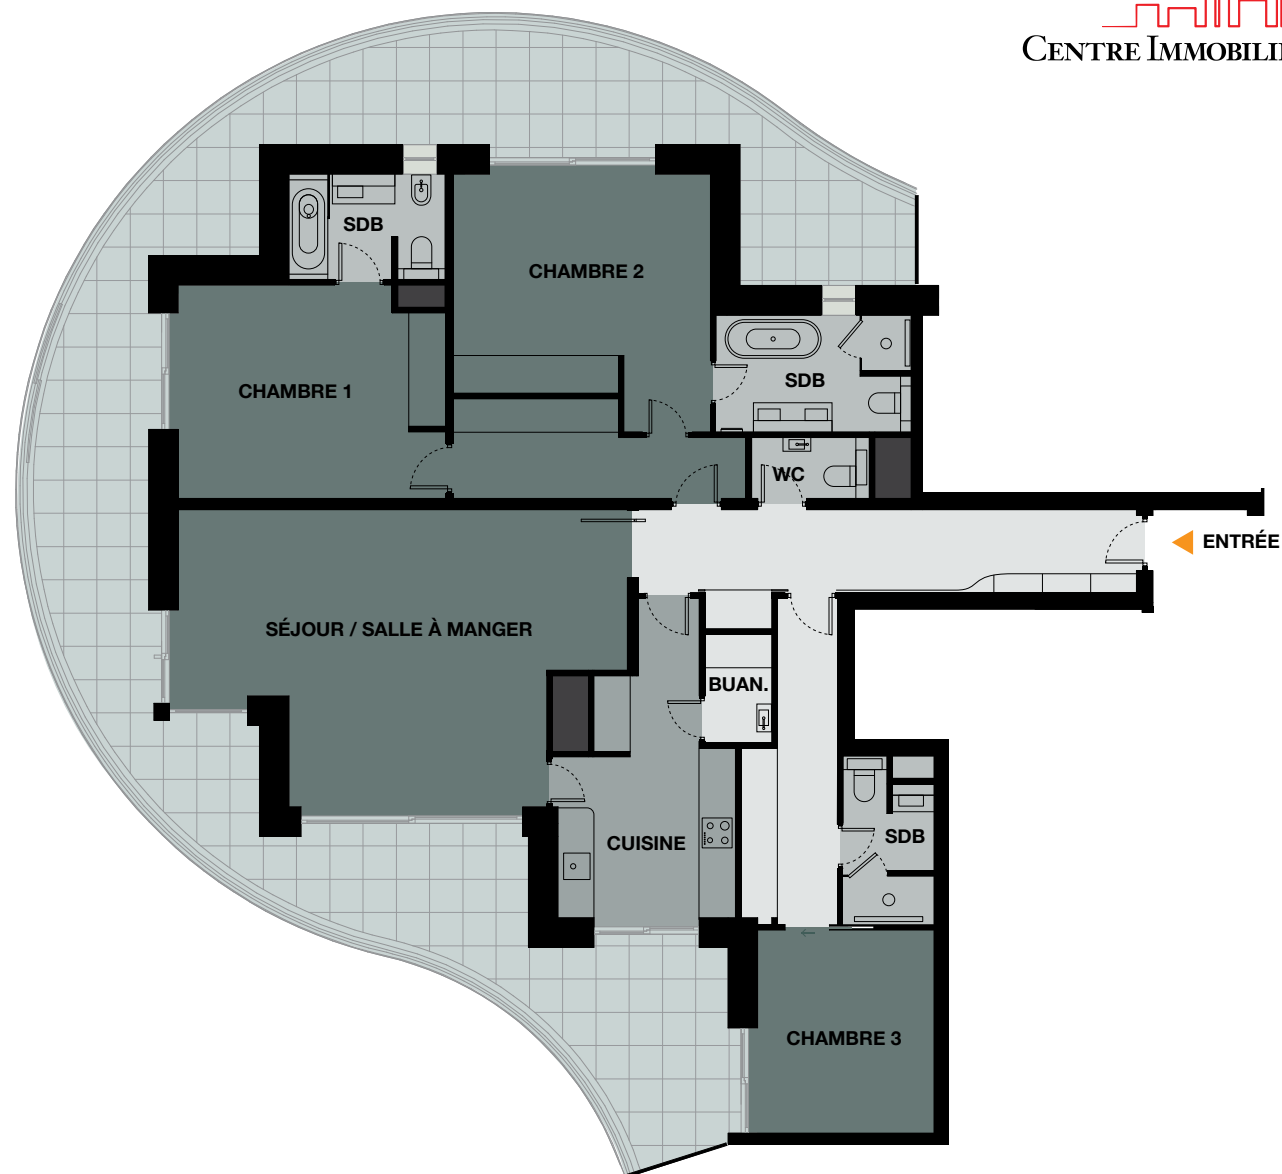 CENTRE IMMOBILI
SDB
CHAMBRE 2
CHAMBRE 1
SDB
WC
ENTRÉE
SÉJOUR / SALLE À MANGER
BUAN.
CUISINE
SDB
CHAMBRE 3